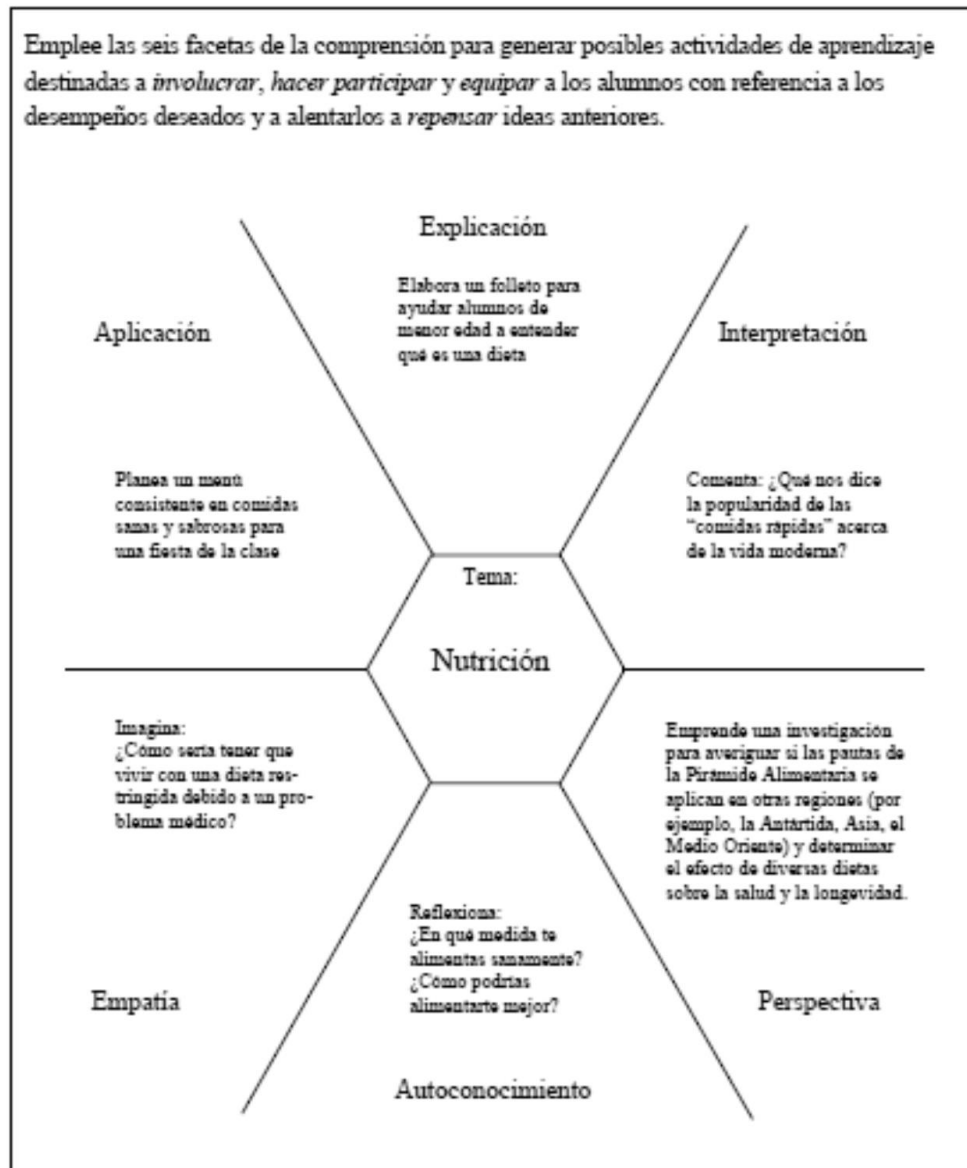 Emplee las seis facetas de la comprensión para generar posibles actividades de aprendizaje
destinadas a involucrar, hacer participar y equipar a los alumnos con referencia a los
desempeños deseados y a alentarlos a repensar ideas anteriores.
Explicación
Elabora un folleto para
ayudar alumnos de
menor edad a entender
qué es una dieta
Aplicación
Planea un menú
consistente en comidas
sanas y sabrosas para
una fiesta de la clase
Interpretación
Comenta: ¿Qué nos dice
la popularidad de las
“comidas rápidas” acerca
de la vida moderna?
Tema:
Nutrición
Imagina:
¿Cómo sería tener que
vivir con una dieta res-
tringida debido a un pro-
blema médico?
Empatía
Reflexiona:
¿En qué medida te
alimentas sanamente?
¿Cómo podrías
alimentarte mejor?
Autoconocimiento
Emprende una investigación
para averiguar si las pautas de
la Pirámide Alimentaria se
aplican en otras regiones (por
ejemplo, la Antártida, Asia, el
Medio Oriente) y determinar
el efecto de diversas dietas
sobre la salud y la longevidad.
Perspectiva